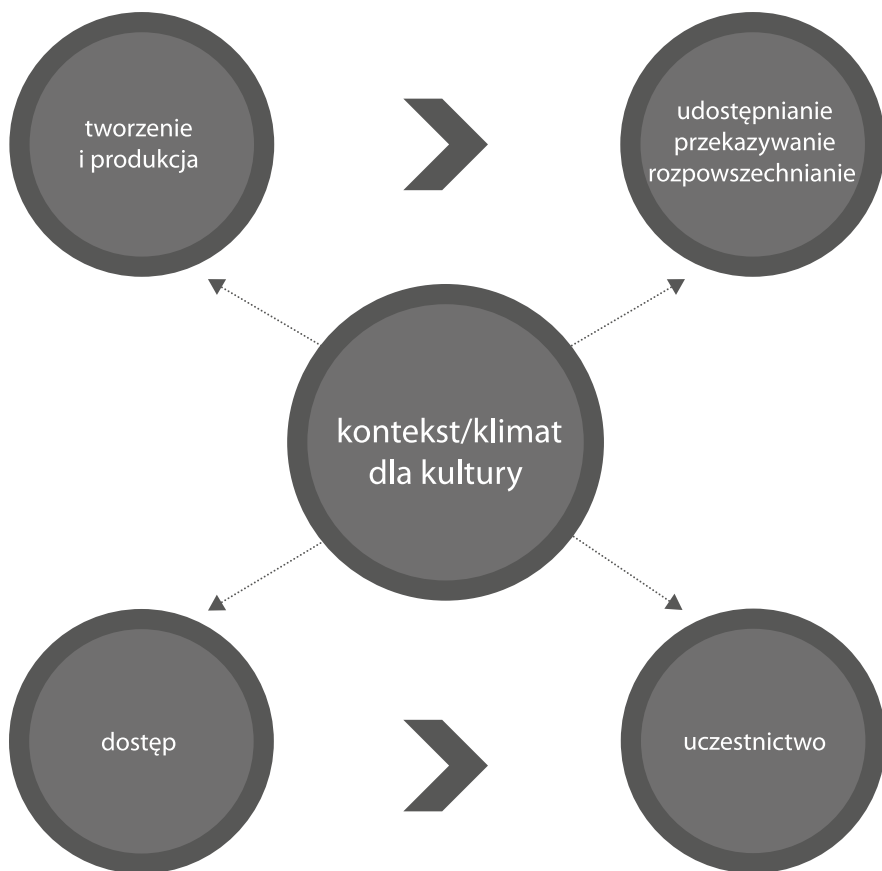 tworzenie
i produkcja
udostępnianie
przekazywanie
rozpowszechnianie
kontekst/klimat
dla kultury
dostęp
uczestnictwo